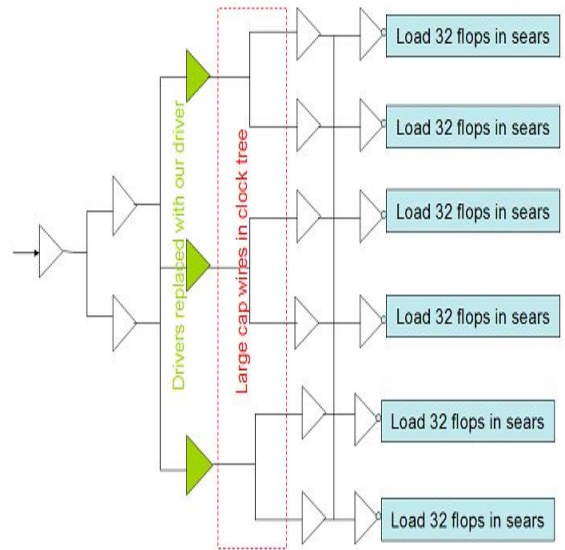 Load 32 flops in sears
Load 32 flops in sears
Drivers replaced with our driver
Large cap wires in clock tree
Load 32 flops in sears
Load 32 flops in sears
Load 32 flops in sears
Load 32 flops in sears